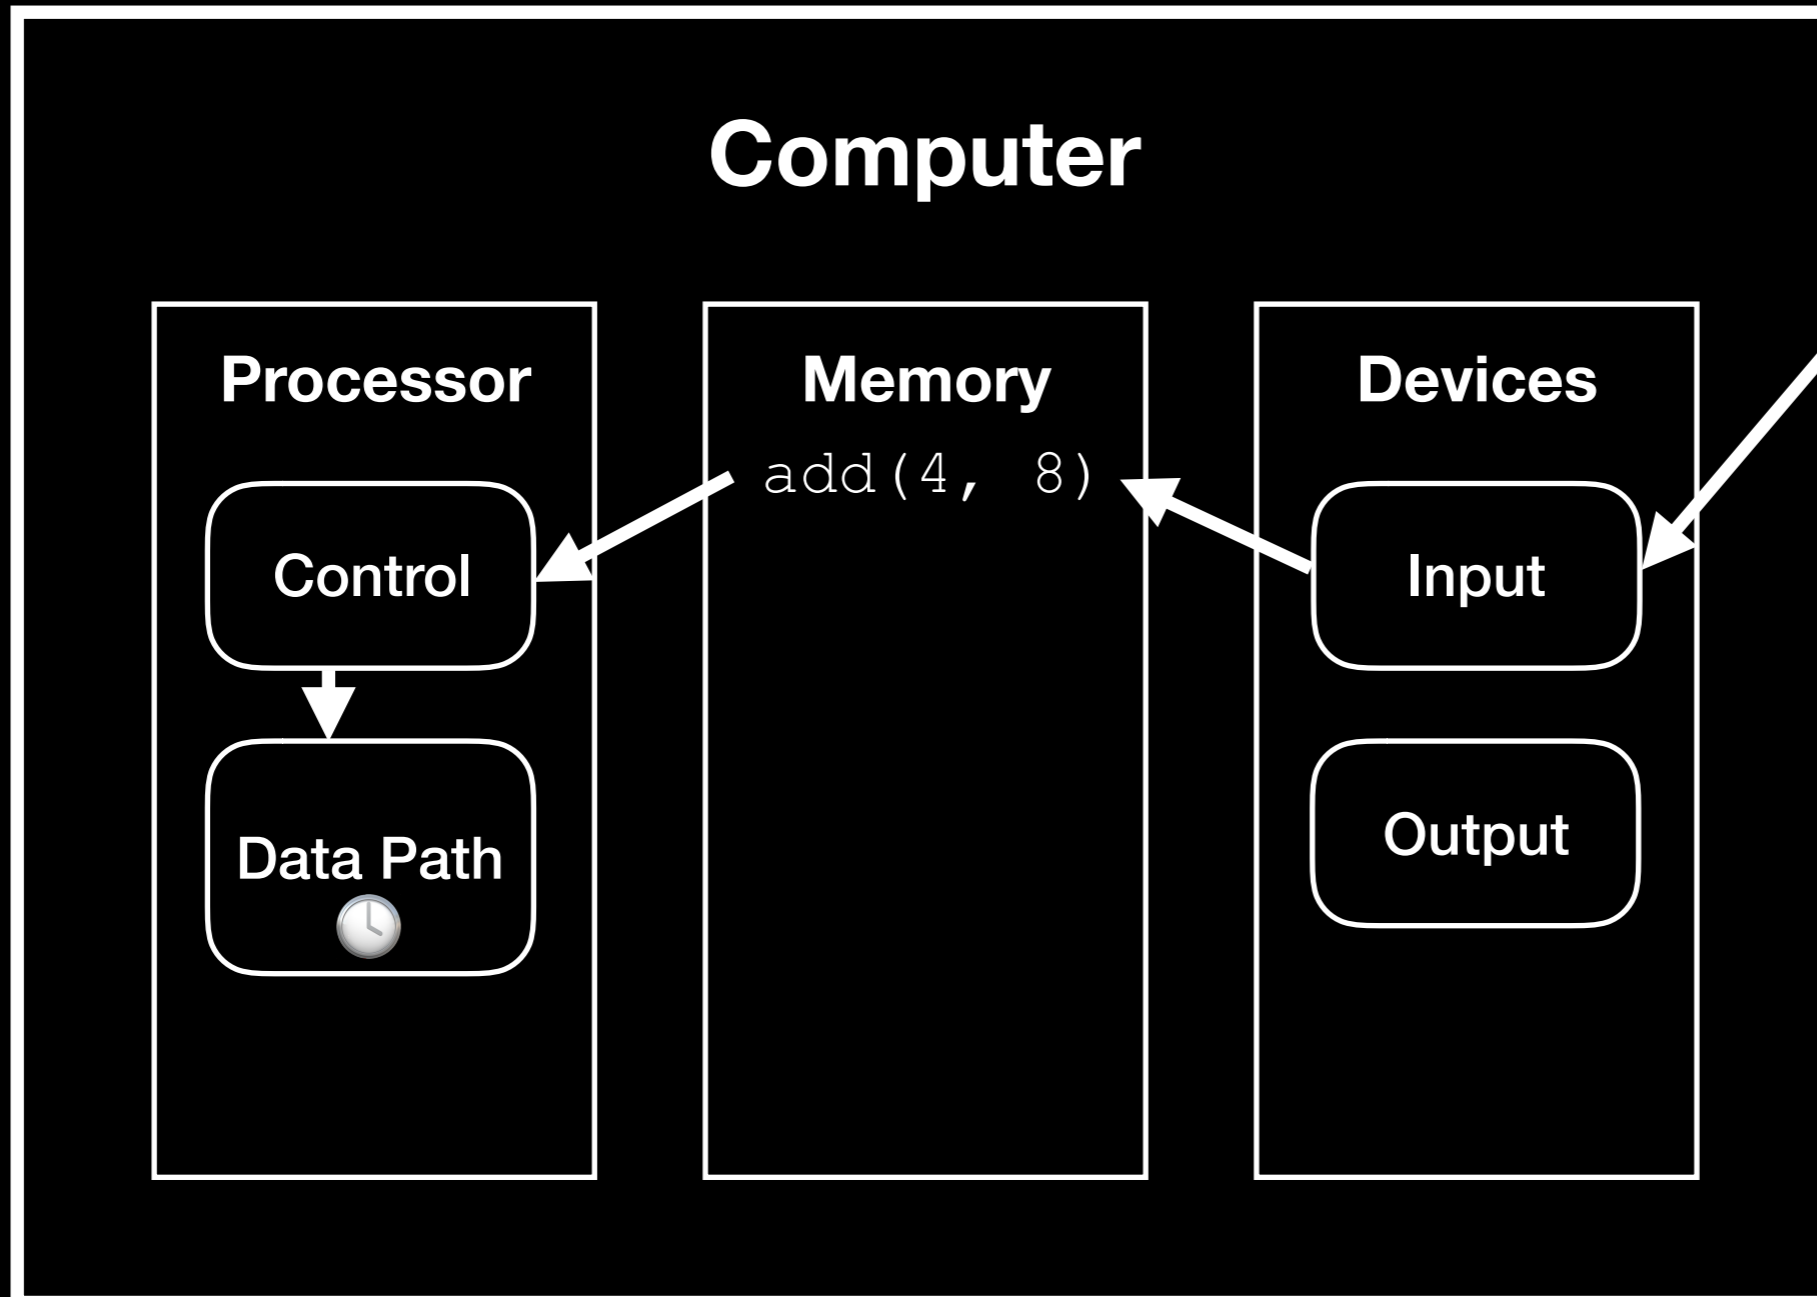 Computer
Processor
Control
Data Path
Memory
add(4, 8)
Devices
Input
Output